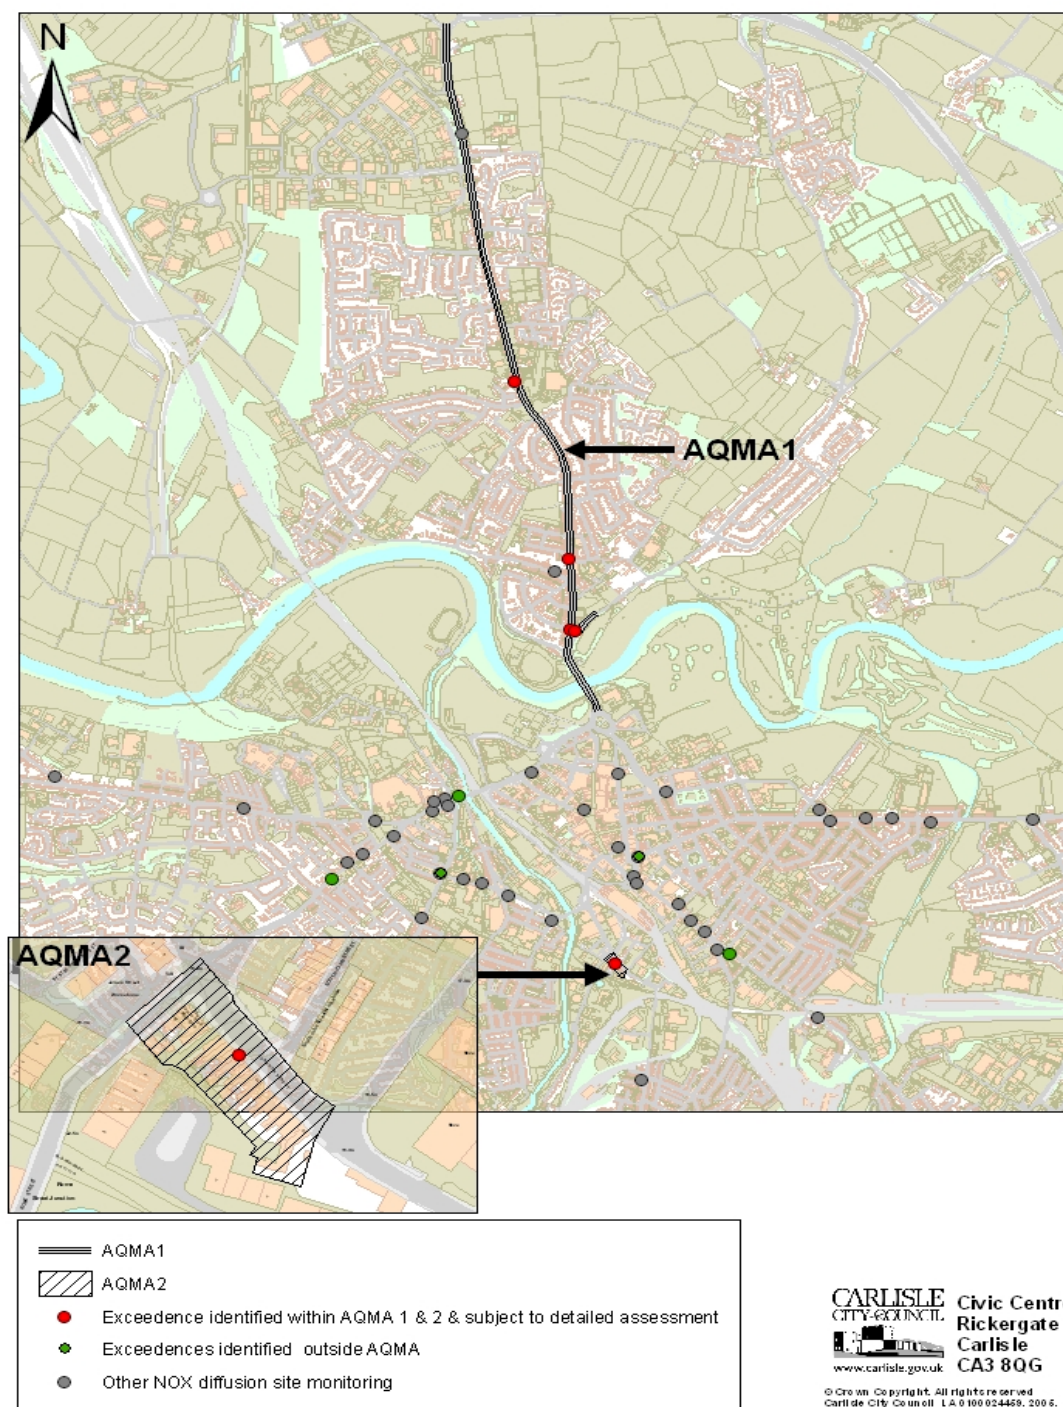 N
AQMA1
AQMA2
AQMA1
AQMA2
Exceedence identified within AQMA 1 & 2 & subject to detailed assessment
Exceedences identified outside AQMA
Other NOX diffusion site monitoring
CARLISLE
CITY COUNCIL
www.carlisle.gov.uk
Civic Centr
Rickergate
Carlisle
CA3 8QG
© Crown Copyright. All rights reserved
Carlisle City Council LA 0100024459, 2005.